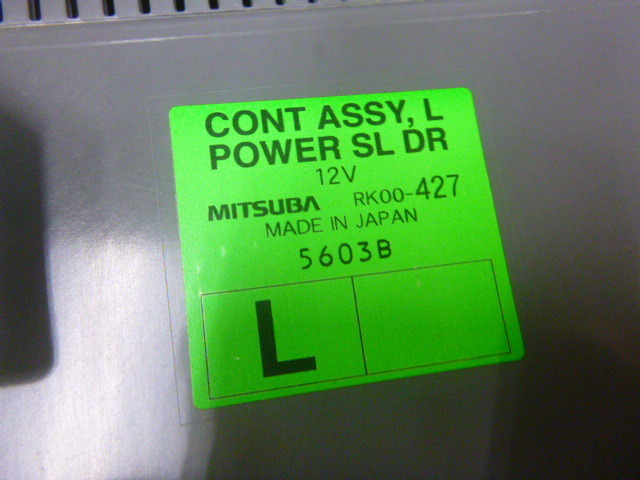 CONT ASSY, L
POWER SL DR
12V
MITSUBA RK00-427
MADE IN JAPAN
5603B
L